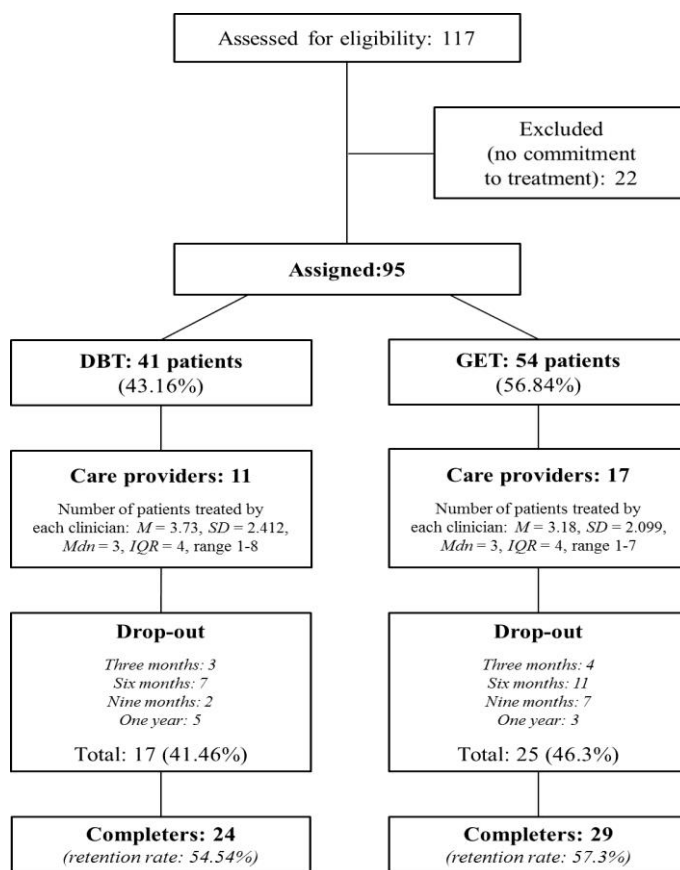 Assessed for eligibility: 117
Excluded
(no commitment
to treatment): 22
Assigned:95
DBT: 41 patients
(43.16%)
GET: 54 patients
(56.84%)
Care providers: 11
Number of patients treated by
each clinician: M = 3.73, SD = 2.412,
Mdn = 3, IQR = 4, range 1-8
Care providers: 17
Number of patients treated by
each clinician: M = 3.18, SD = 2.099,
Mdn = 3, IQR = 4, range 1-7
Drop-out
Three months: 3
Six months: 7
Nine months: 2
One year: 5
Total: 17 (41.46%)
Drop-out
Three months: 4
Six months: 11
Nine months: 7
One year: 3
Total: 25 (46.3%)
Completers: 24
(retention rate: 54.54%)
Completers: 29
(retention rate: 57.3%)